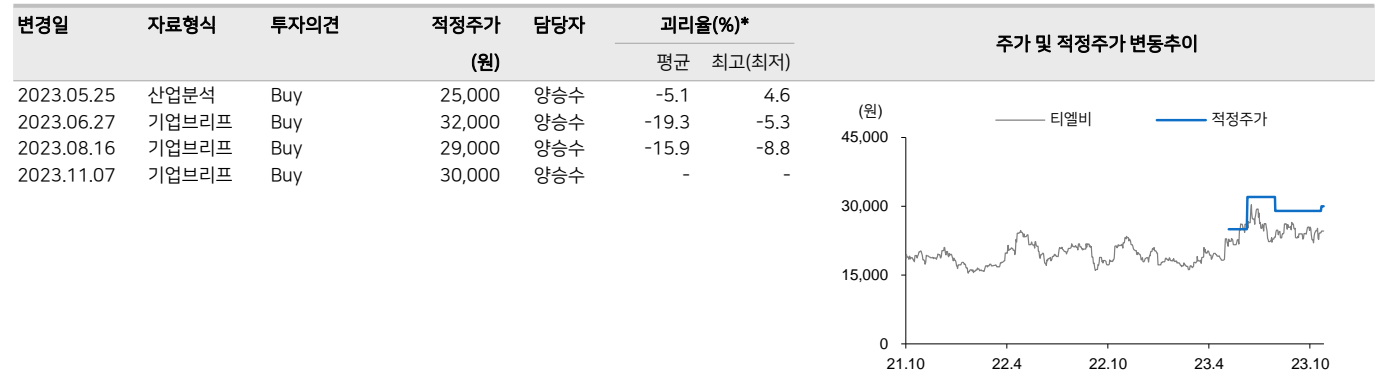 변경일 자료형식 투자의견 적정주가 담당자 괴리율(%)* 주가 및 적정주가 변동추이
(원) 평균 최고(최저)
2023.05.25 산업분석 Buy 25,000 양승수 -5.1 4.6
2023.06.27 기업브리프 Buy 32,000 양승수 -19.3 -5.3
2023.08.16 기업브리프 Buy 29,000 양승수 -15.9 -8.8
2023.11.07 기업브리프 Buy 30,000 양승수 - -
(원) 티엘비 적정주가
45,000
30,000
15,000
0
21.10 22.4 22.10 23.4 23.10